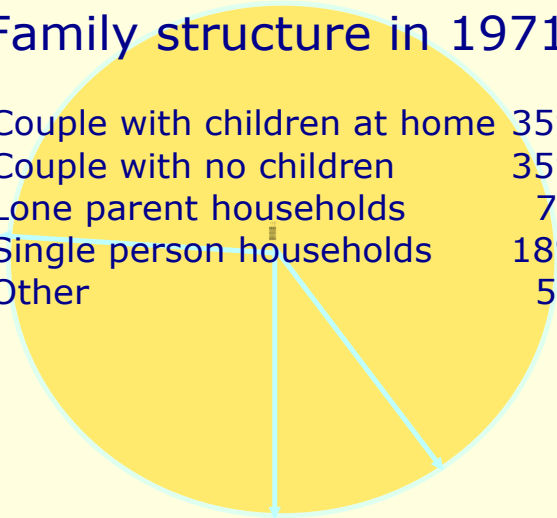 Family structure in 1971
Couple with children at home 35
Couple with no children 35
Lone parent households 7
Single person households 18
Other 5